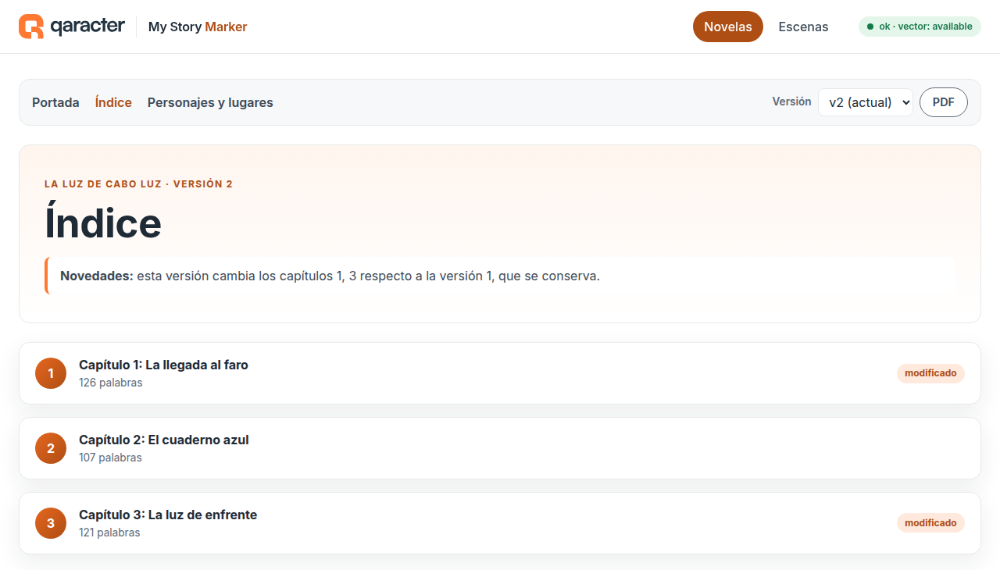 qaracter My Story Marker Novelas Escenas ok · vector: available
Portada Índice Personajes y lugares Versión v2 (actual) PDF
LA LUZ DE CABO LUZ · VERSIÓN 2
Índice
Novedades: esta versión cambia los capítulos 1, 3 respecto a la versión 1, que se conserva.
1 Capítulo 1: La llegada al faro
126 palabras
modificado
2 Capítulo 2: El cuaderno azul
107 palabras
3 Capítulo 3: La luz de enfrente
121 palabras
modificado